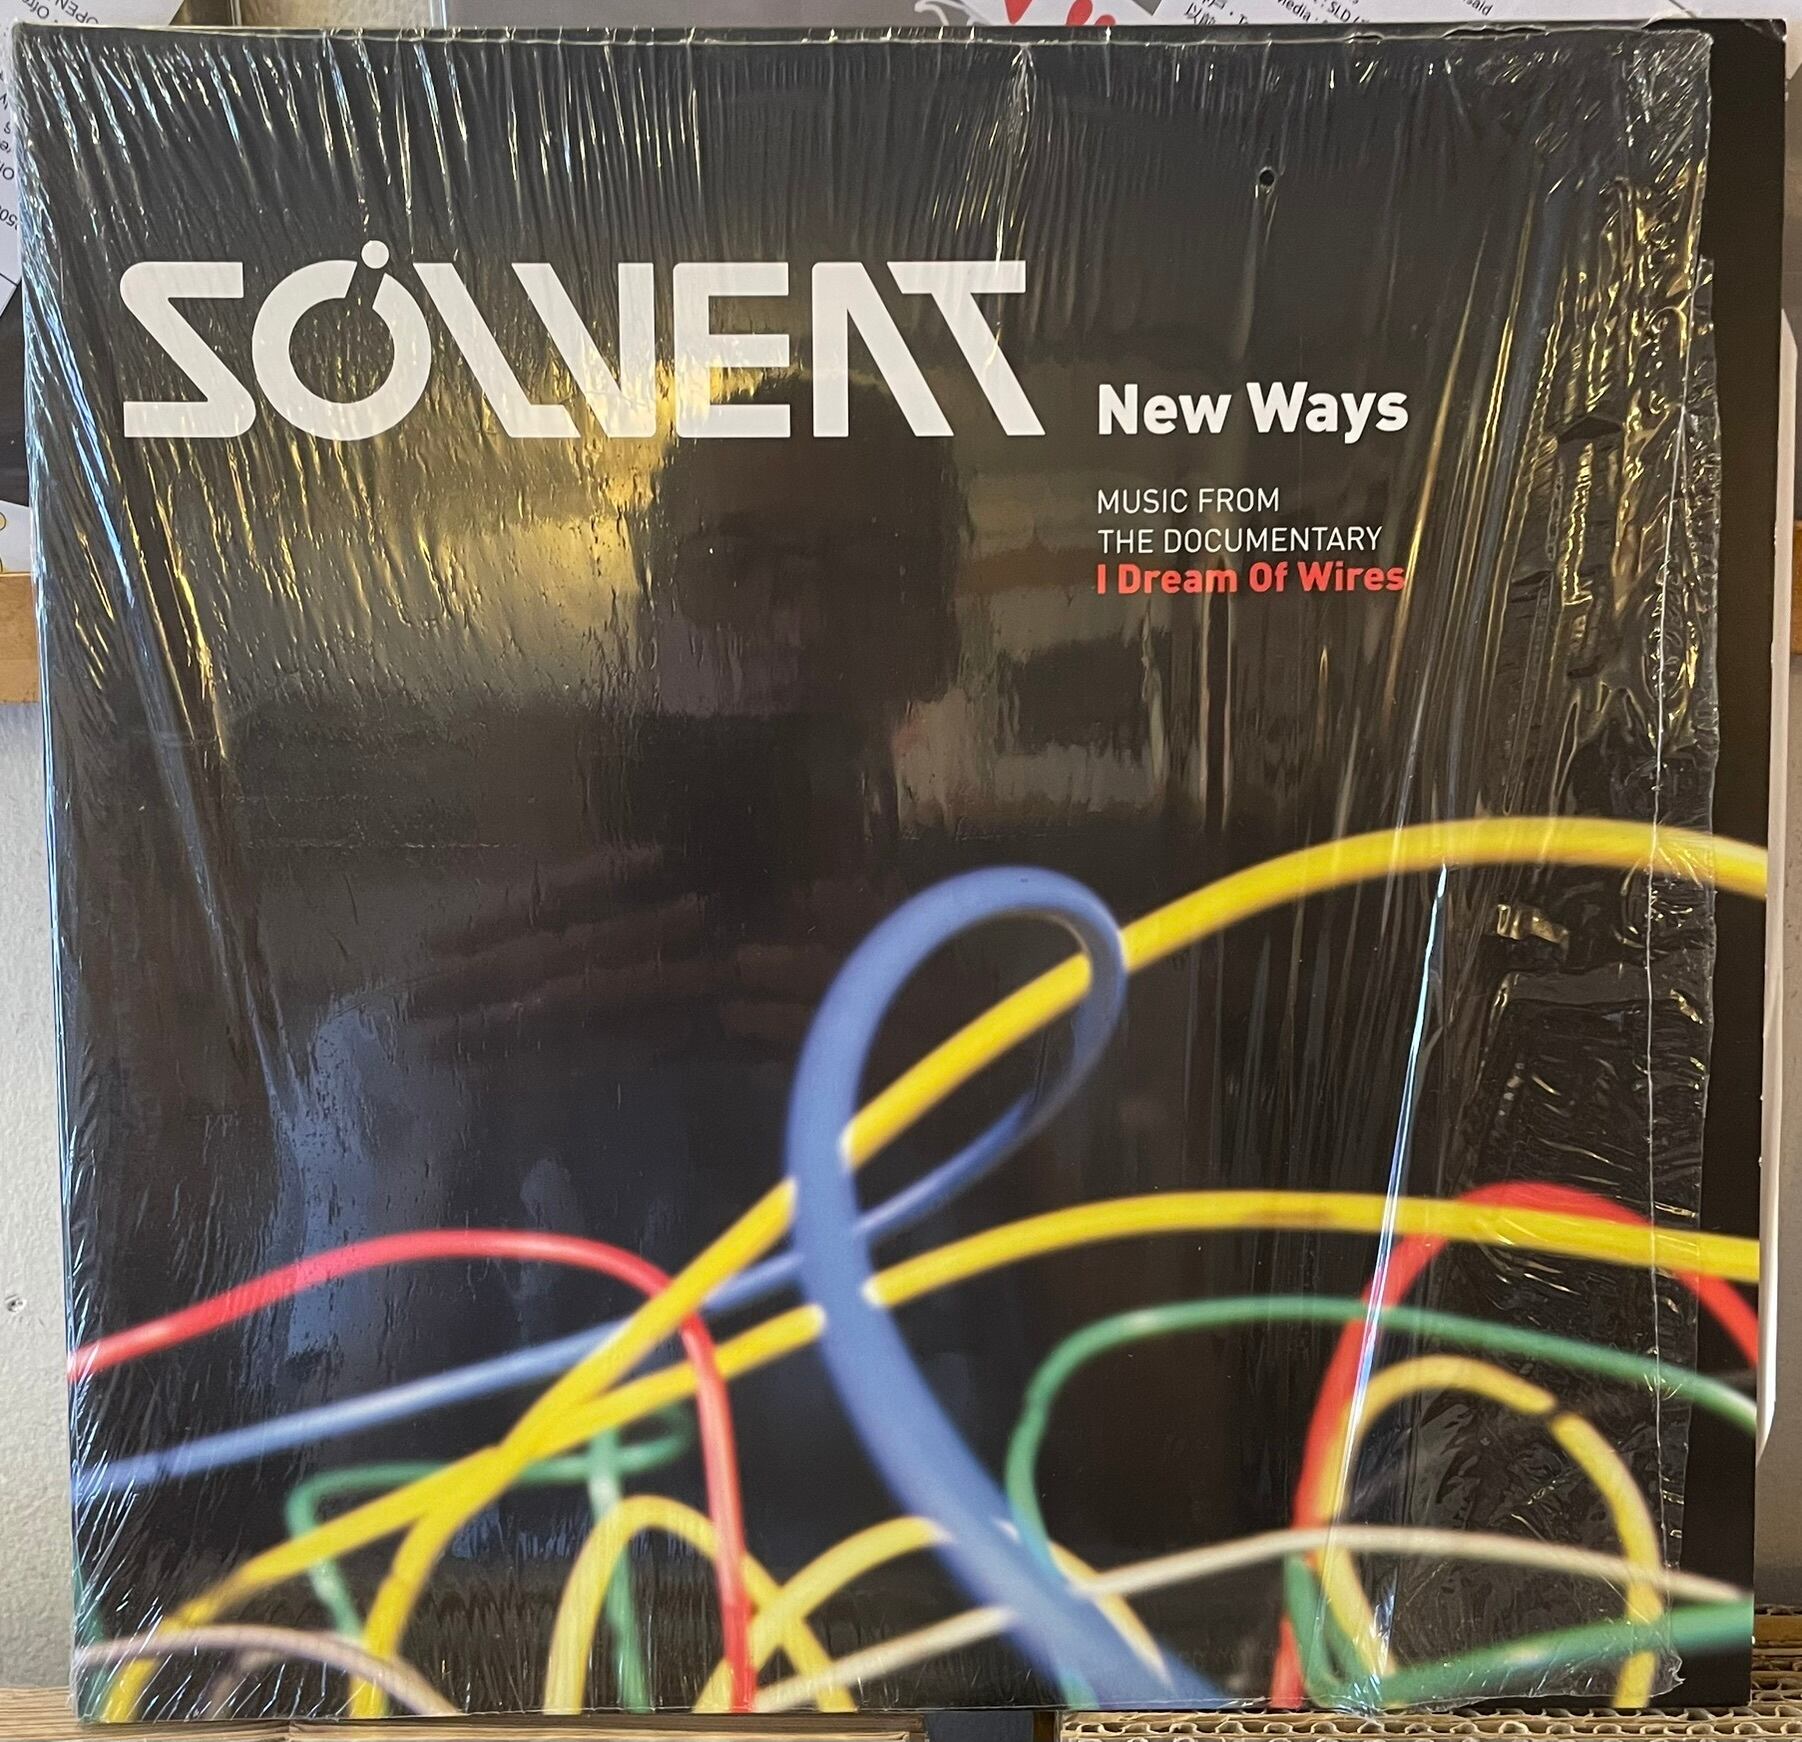 SOLVENT
New Ways
MUSIC FROM
THE DOCUMENTARY
I Dream Of Wires